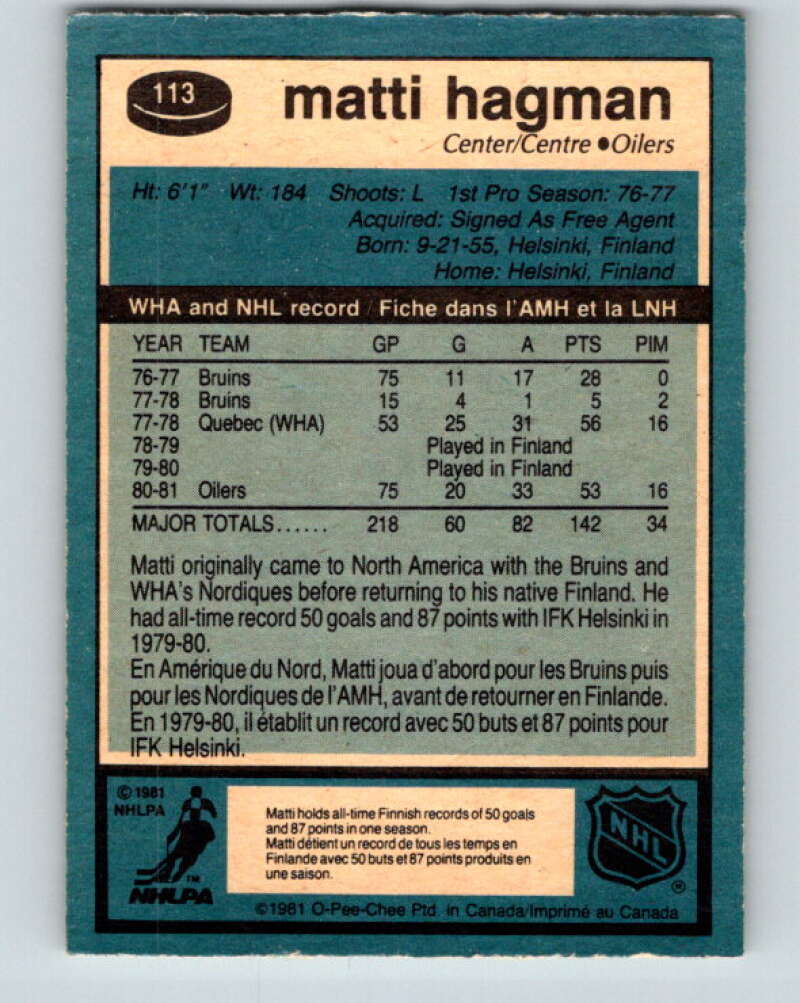 113
matti hagman
Center/Centre ●Oilers
Ht: 6'1" Wt: 184 Shoots: L 1st Pro Season: 76-77
Acquired: Signed As Free Agent
Born: 9-21-55, Helsinki, Finland
Home: Helsinki, Finland
WHA and NHL record / Fiche dans l'AMH et la LNH
YEAR TEAM GP G A PTS PIM
76-77 Bruins 75 11 17 28 0
77-78 Bruins 15 4 1 5 2
77-78 Quebec (WHA) 53 25 31 56 16
78-79 Played in Finland
79-80 Played in Finland
80-81 Oilers 75 20 33 53 16
MAJOR TOTALS...... 218 60 82 142 34
Matti originally came to North America with the Bruins and
WHA's Nordiques before returning to his native Finland. He
had all-time record 50 goals and 87 points with IFK Helsinki in
1979-80.
En Amérique du Nord, Matti joua d'abord pour les Bruins puis
pour les Nordiques de l'AMH, avant de retourner en Finlande.
En 1979-80, il établit un record avec 50 buts et 87 points pour
IFK Helsinki.
© 1981
NHLPA
Matti holds all-time Finnish records of 50 goals
and 87 points in one season.
Matti détient un record de tous les temps en
Finlande avec 50 buts et 87 points produits en
une saison.
TM
NHLPA
NHL
®
©1981 O-Pee-Chee Ptd. in Canada/Imprimé au Canada